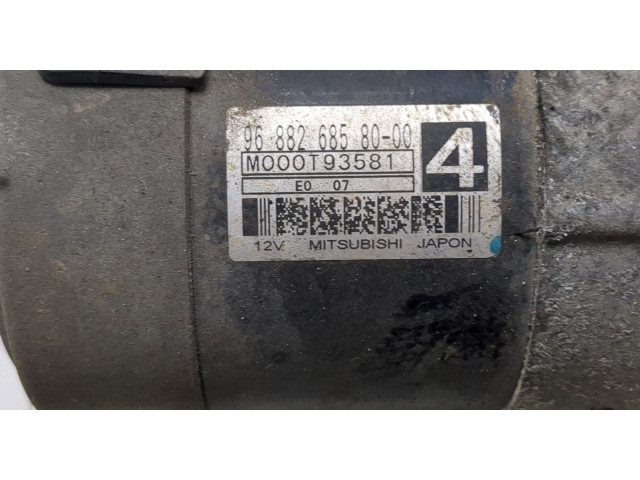 96 882 685 80-00
M000T93581
4
E0 07
12V MITSUBISHI JAPON